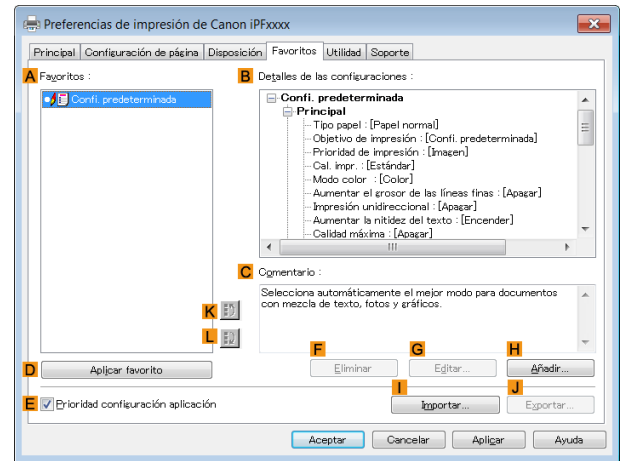 Preferencias de impresión de Canon iPFxxxx
Principal Configuración de página Disposición Favoritos Utilidad Soporte
A Favoritos :
Confi. predeterminada
B Detalles de las configuraciones :
Confi. predeterminada
Principal
Tipo papel : [Papel normal]
Objetivo de impresión : [Confi. predeterminada]
Prioridad de impresión : [Imagen]
Cal. impr. : [Estándar]
Modo color : [Color]
Aumentar el grosor de las líneas finas : [Apagar]
Impresión unidireccional : [Apagar]
Aumentar la nitidez del texto : [Encender]
Calidad máxima : [Apagar]
C Comentario :
Selecciona automáticamente el mejor modo para documentos
con mezcla de texto, fotos y gráficos.
K
L
F G H
D Aplicar favorito Eliminar Editar... Añadir...
I J
E Prioridad configuración aplicación Importar... Exportar...
Aceptar Cancelar Aplicar Ayuda